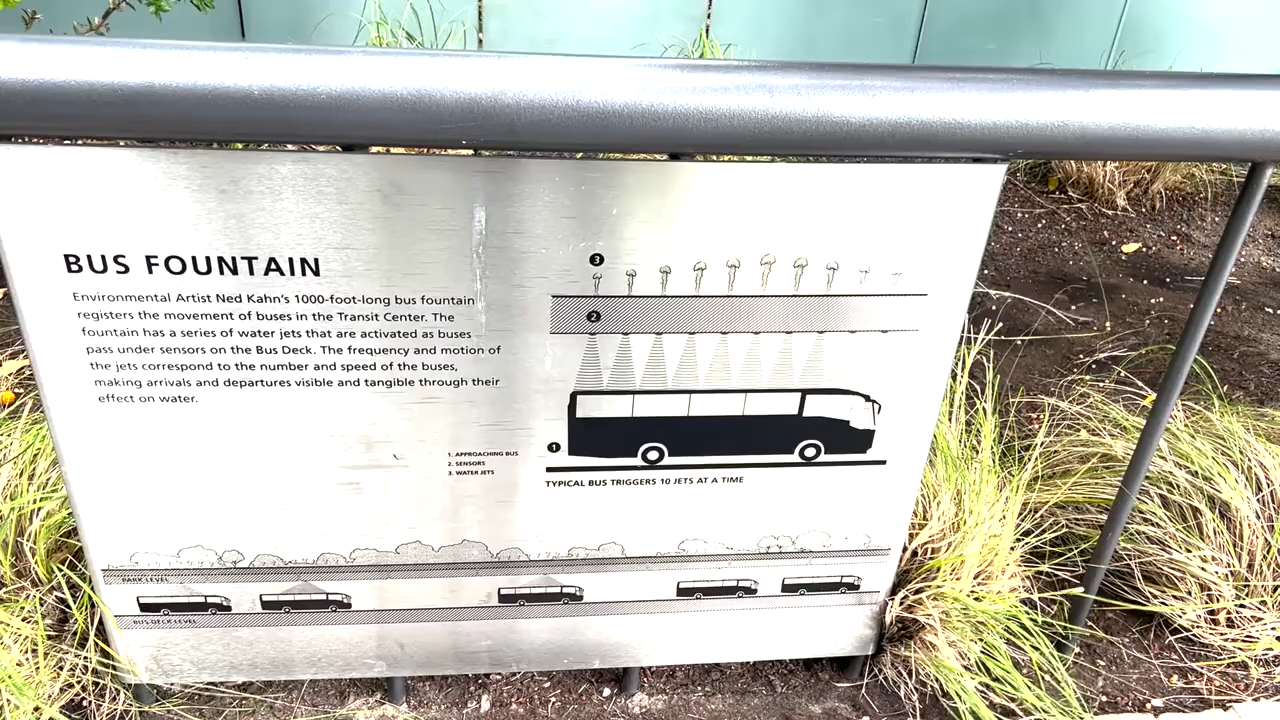 BUS FOUNTAIN
Environmental Artist Ned Kahn's 1000-foot-long bus fountain
registers the movement of buses in the Transit Center. The
fountain has a series of water jets that are activated as buses
pass under sensors on the Bus Deck. The frequency and motion of
the jets correspond to the number and speed of the buses,
making arrivals and departures visible and tangible through their
effect on water.
3
2
1
1. APPROACHING BUS
2. SENSORS
3. WATER JETS
TYPICAL BUS TRIGGERS 10 JETS AT A TIME
PARK LEVEL
BUS DECK LEVEL